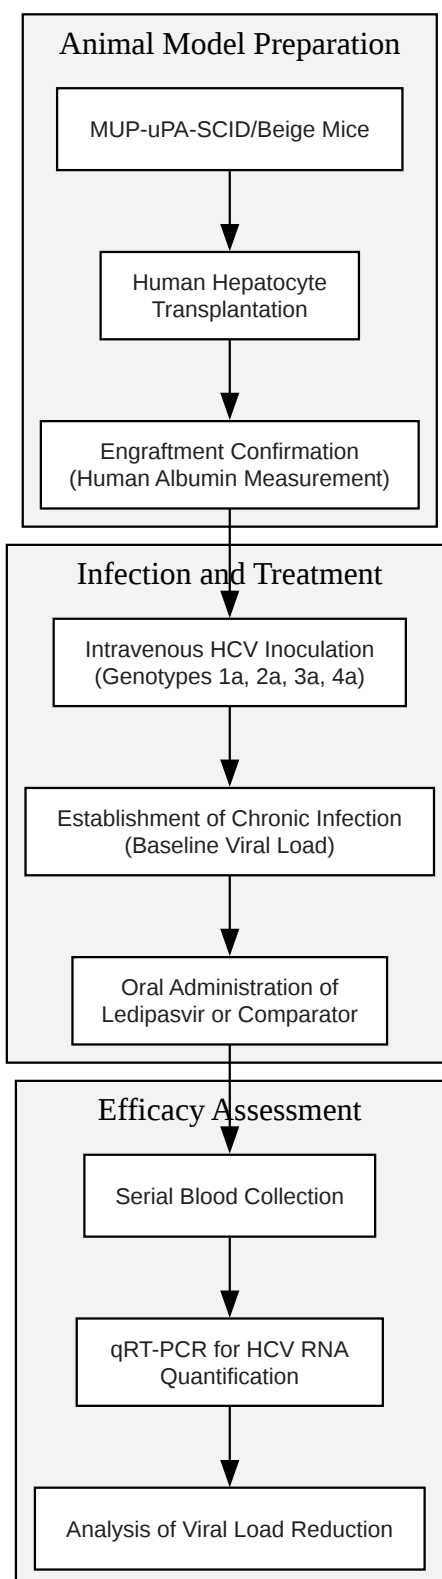 Animal Model Preparation
MUP-uPA-SCID/Beige Mice
Human Hepatocyte
Transplantation
Engraftment Confirmation
(Human Albumin Measurement)
Infection and Treatment
Intravenous HCV Inoculation
(Genotypes 1a, 2a, 3a, 4a)
Establishment of Chronic Infection
(Baseline Viral Load)
Oral Administration of
Ledipasvir or Comparator
Efficacy Assessment
Serial Blood Collection
qRT-PCR for HCV RNA
Quantification
Analysis of Viral Load Reduction